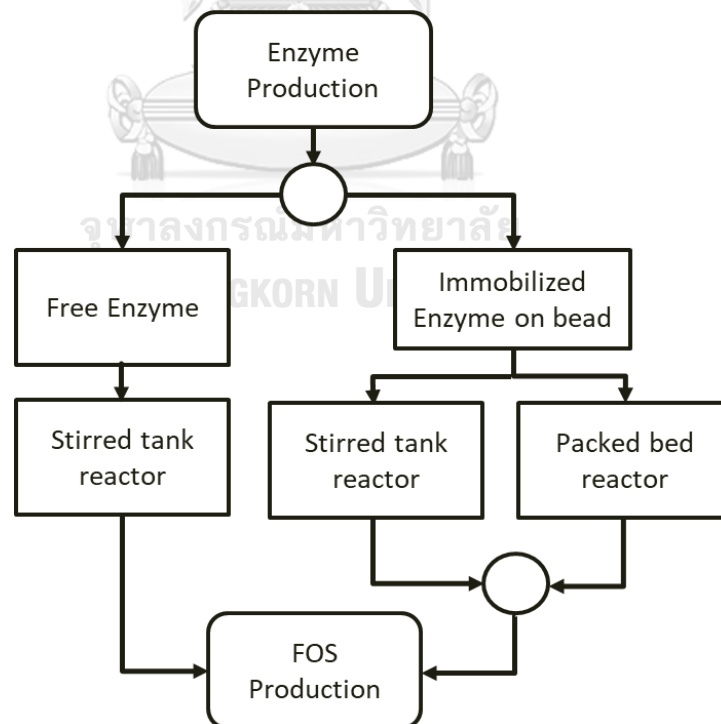 Enzyme
Production
จุฬาลงกรณ์มหาวิทยาลัย
GKORN U
Free Enzyme
Immobilized
Enzyme on bead
Stirred tank
reactor
Stirred tank
reactor
Packed bed
reactor
FOS
Production